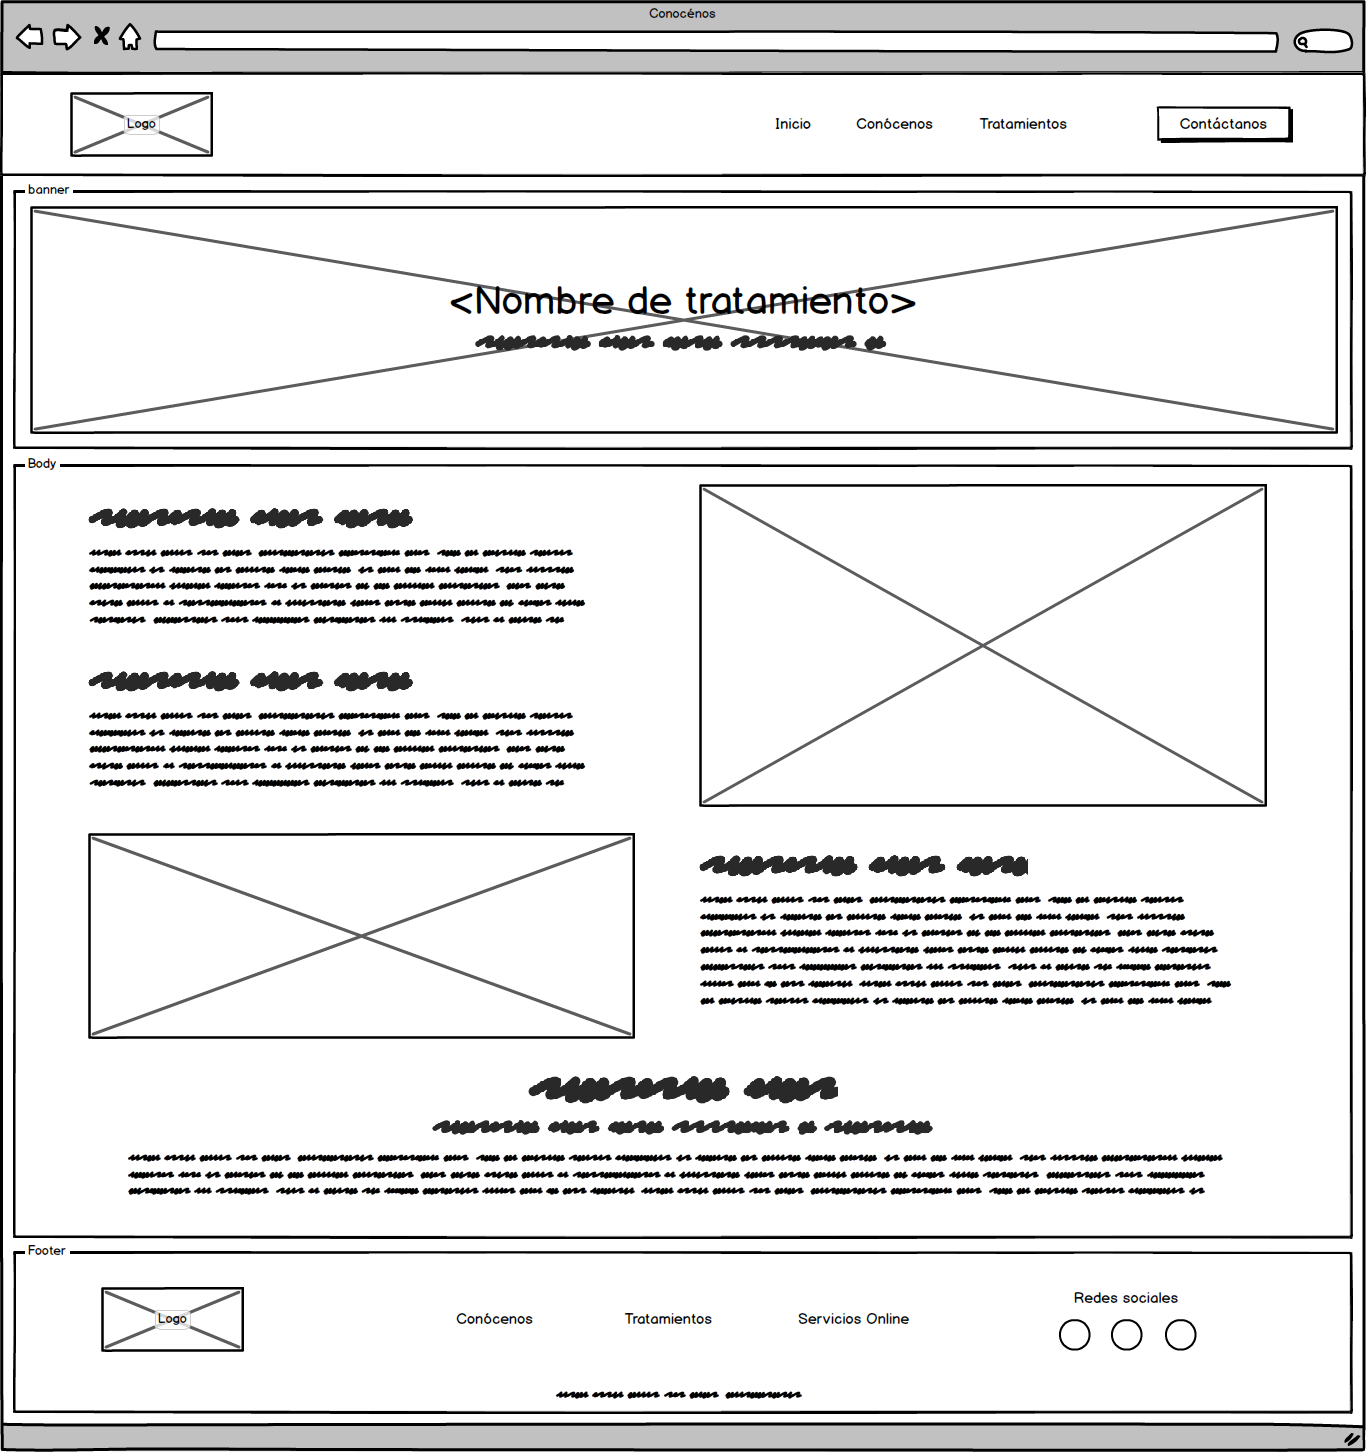 Conocénos
Logo
Inicio
Conócenos
Tratamientos
Contáctanos
banner
<Nombre de tratamiento>
Body
Footer
Logo
Conócenos
Tratamientos
Servicios Online
Redes sociales